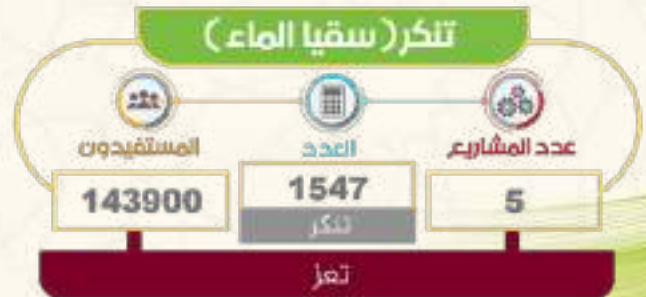 تنكر ( سقيا الماء )
عدد المشاريع
العدد
المستفيدون
5
1547
143900
تنكر
تعز